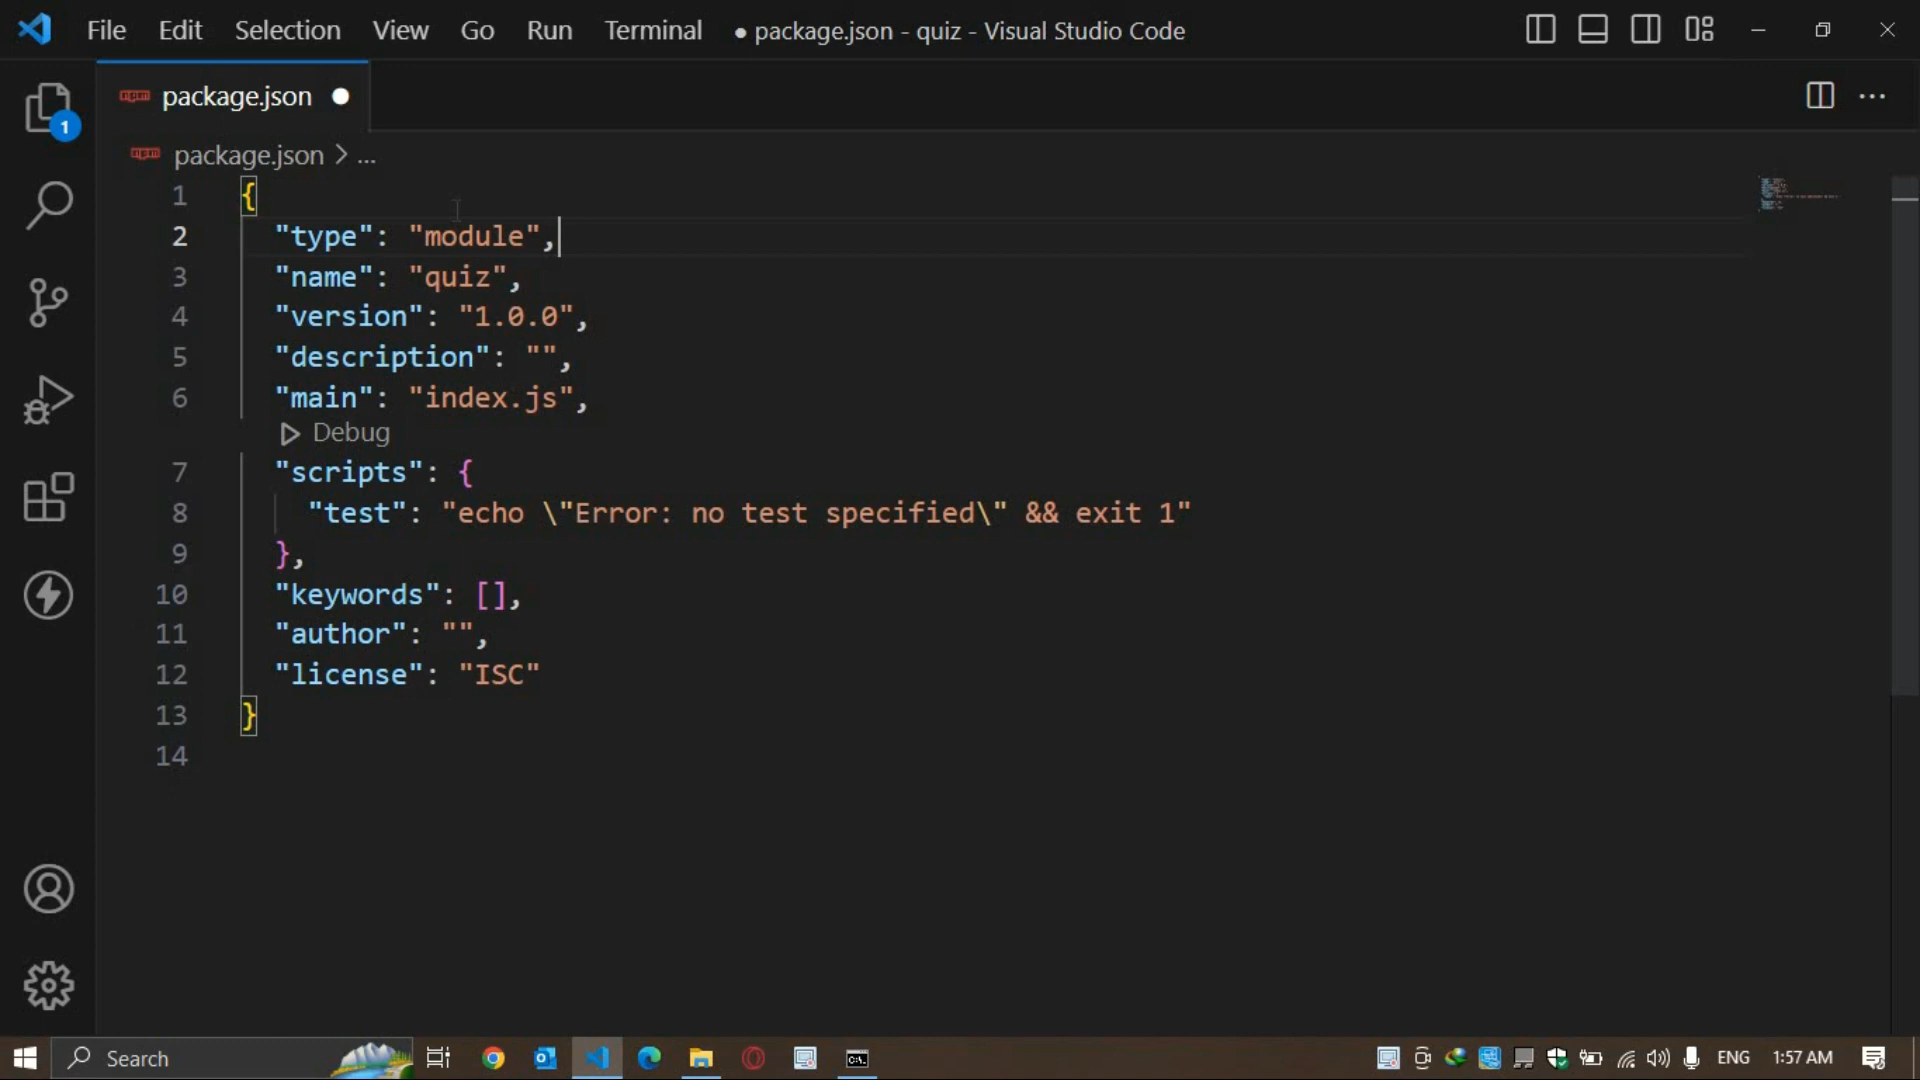 File Edit Selection View Go Run Terminal ● package.json - quiz - Visual Studio Code
npm package.json ●
1
npm package.json > ...
1 {
2 "type": "module",
3 "name": "quiz",
4 "version": "1.0.0",
5 "description": "",
6 "main": "index.js",
Debug
7 "scripts": {
8 "test": "echo \"Error: no test specified\" && exit 1"
9 },
10 "keywords": [],
11 "author": "",
12 "license": "ISC"
13 }
14
Search ENG 1:57 AM